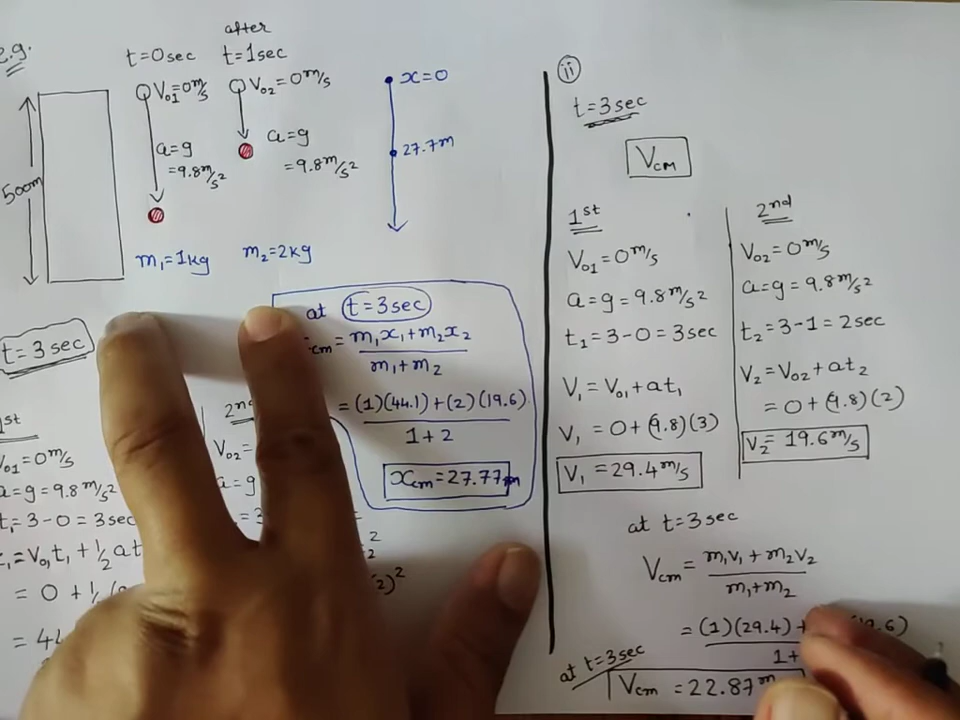 e.g.
after
t=0sec t=1sec
V01=0m/s V02=0m/s
x=0
a=g a=g
=9.8m/s² =9.8m/s²
27.7m
500m
m1=1kg m2=2kg
t=3sec
1st 2nd
V01=0m/s V02=
a=g=9.8m/s² a=g
t1=3-0=3sec
=V01t1+½at
=0+½
at t=3sec
cm=m1x1+m2x2
m1+m2
=(1)(44.1)+(2)(19.6)
1+2
xcm=27.77m
ii
t=3sec
Vcm
1st
V01=0m/s
a=g=9.8m/s²
t1=3-0=3sec
V1=V01+at1
V1=0+(9.8)(3)
V1=29.4m/s
2nd
V02=0m/s
a=g=9.8m/s²
t2=3-1=2sec
V2=V02+at2
=0+(9.8)(2)
V2=19.6m/s
at t=3sec
Vcm=m1v1+m2v2
m1+m2
=(1)(29.4)+
1+
at t=3sec
Vcm=22.87m